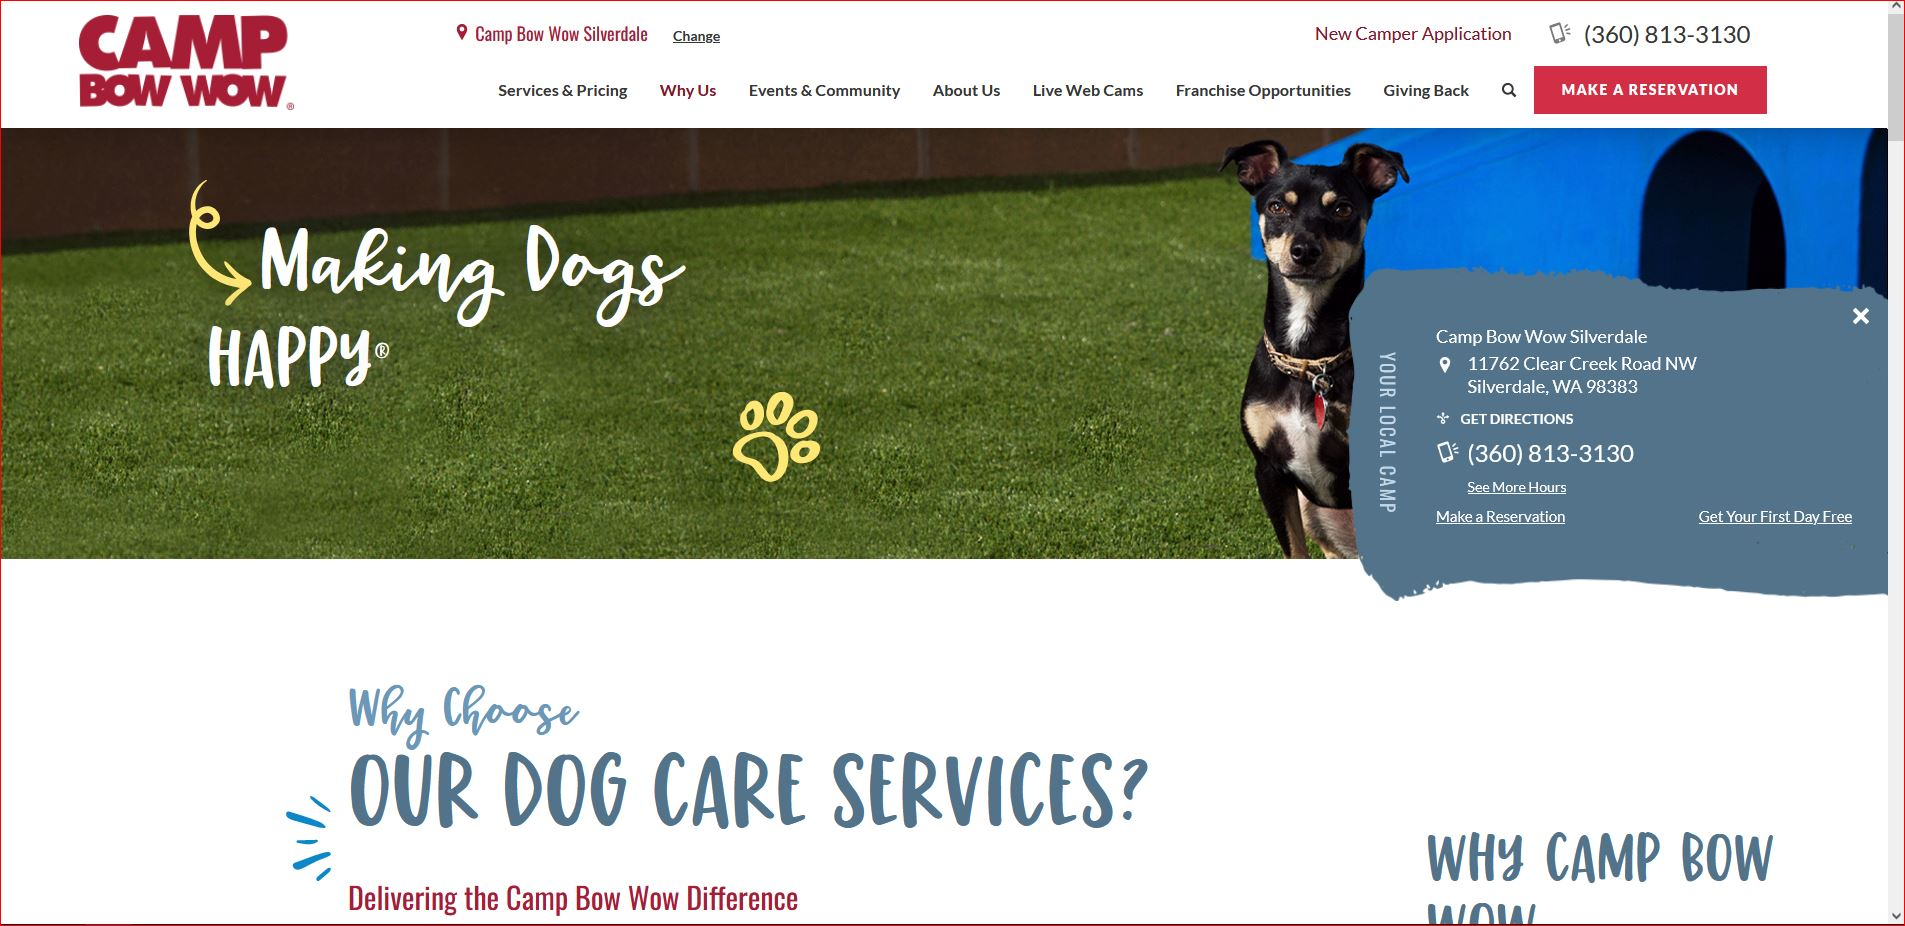 CAMP
BOW WOW®
Camp Bow Wow Silverdale
Change
New Camper Application
(360) 813-3130
Services & Pricing
Why Us
Events & Community
About Us
Live Web Cams
Franchise Opportunities
Giving Back
MAKE A RESERVATION
Making Dogs
HAPPY®
YOUR LOCAL CAMP
Camp Bow Wow Silverdale
11762 Clear Creek Road NW
Silverdale, WA 98383
GET DIRECTIONS
(360) 813-3130
See More Hours
Make a Reservation
Get Your First Day Free
Why Choose
OUR DOG CARE SERVICES?
Delivering the Camp Bow Wow Difference
WHY CAMP BOW
WOW